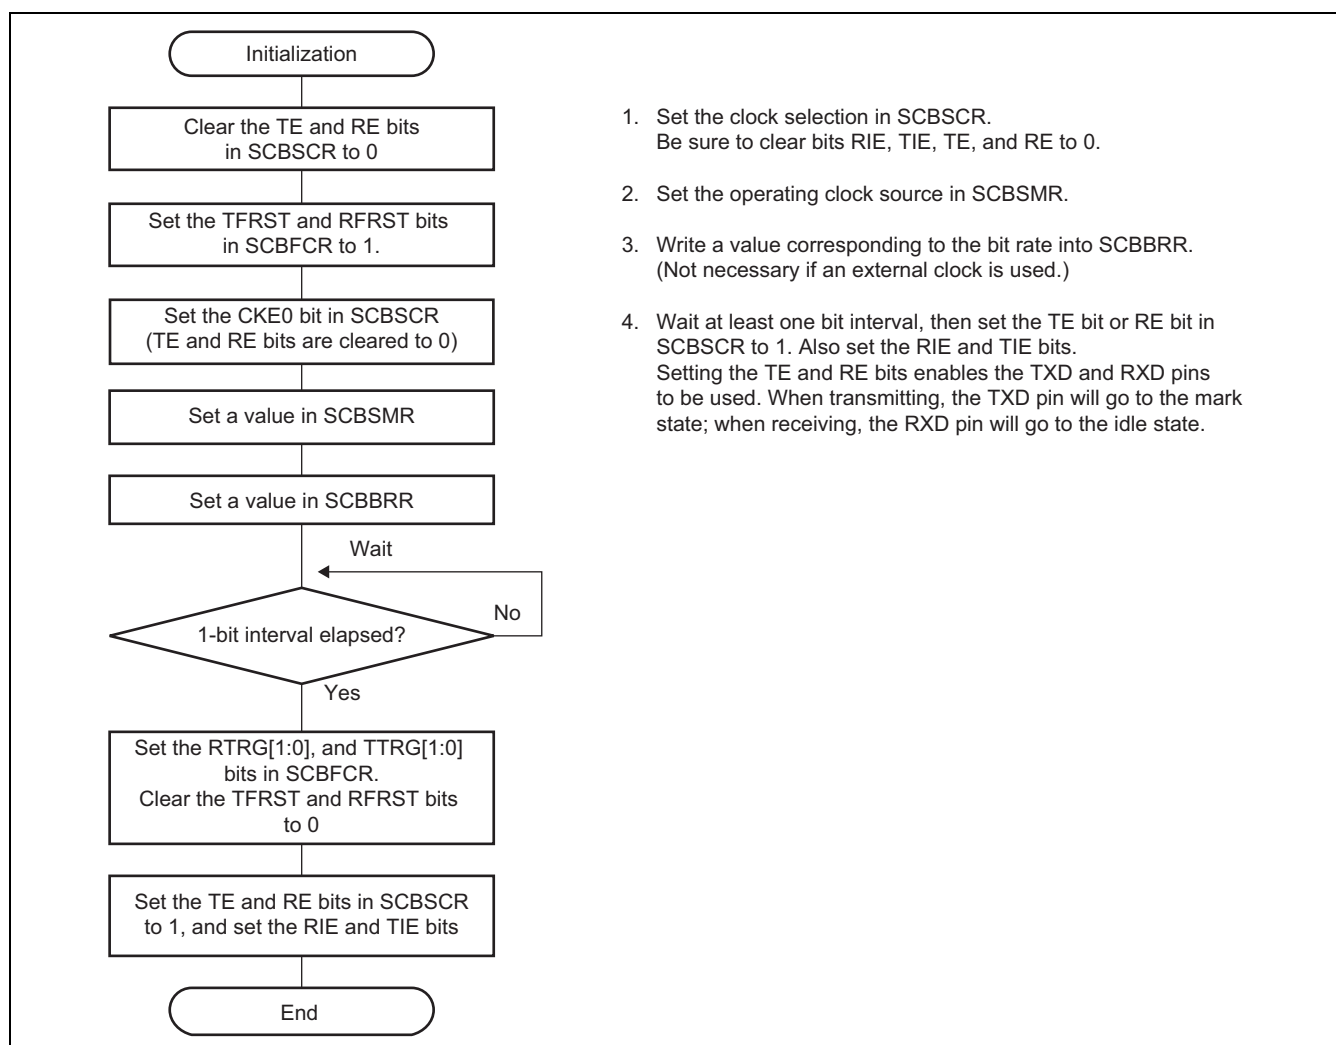 Initialization
Clear the TE and RE bits
in SCBSCR to 0
Set the TFRST and RFRST bits
in SCBFCR to 1.
Set the CKE0 bit in SCBSCR
(TE and RE bits are cleared to 0)
Set a value in SCBSMR
Set a value in SCBBRR
Wait
No
1-bit interval elapsed?
Yes
Set the RTRG[1:0], and TTRG[1:0]
bits in SCBFCR.
Clear the TFRST and RFRST bits
to 0
Set the TE and RE bits in SCBSCR
to 1, and set the RIE and TIE bits
End
1. Set the clock selection in SCBSCR.
Be sure to clear bits RIE, TIE, TE, and RE to 0.
2. Set the operating clock source in SCBSMR.
3. Write a value corresponding to the bit rate into SCBBRR.
(Not necessary if an external clock is used.)
4. Wait at least one bit interval, then set the TE bit or RE bit in
SCBSCR to 1. Also set the RIE and TIE bits.
Setting the TE and RE bits enables the TXD and RXD pins
to be used. When transmitting, the TXD pin will go to the mark
state; when receiving, the RXD pin will go to the idle state.